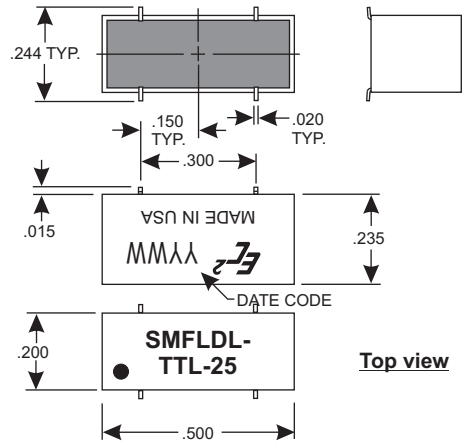 .244 TYP.
.150
TYP.
.020
TYP.
.300
.015
MADE IN USA
YYWW
EC²
.235
DATE CODE
SMFLDL-
TTL-25
.200
Top view
.500